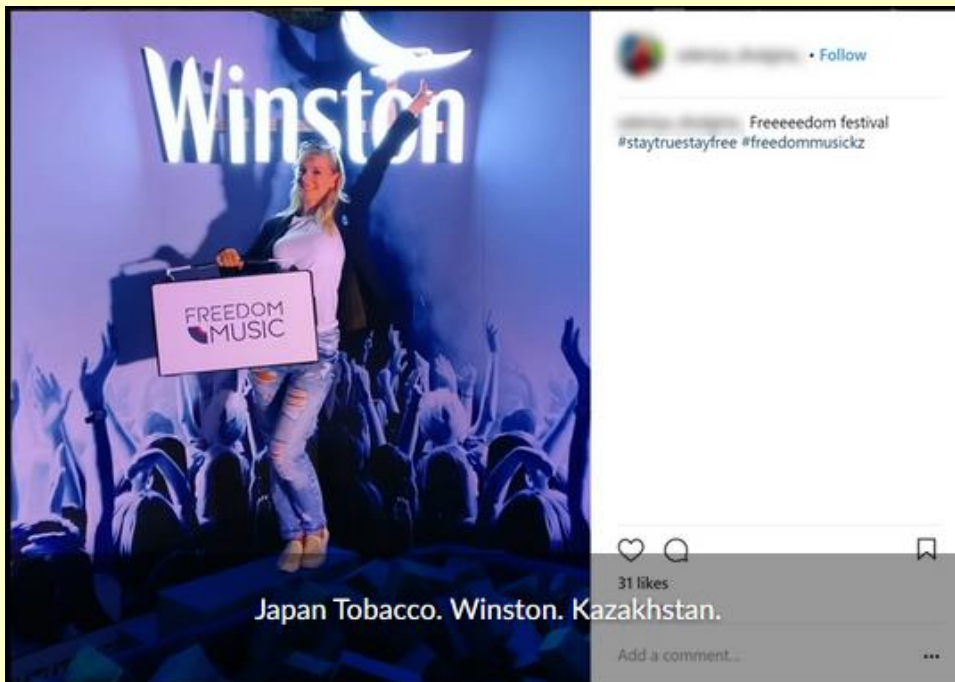 Winston
FREEDOM
MUSIC
• Follow
Freeeeedom festival
#staytruestayfree #freedommusickz
31 likes
Japan Tobacco. Winston. Kazakhstan.
Add a comment...